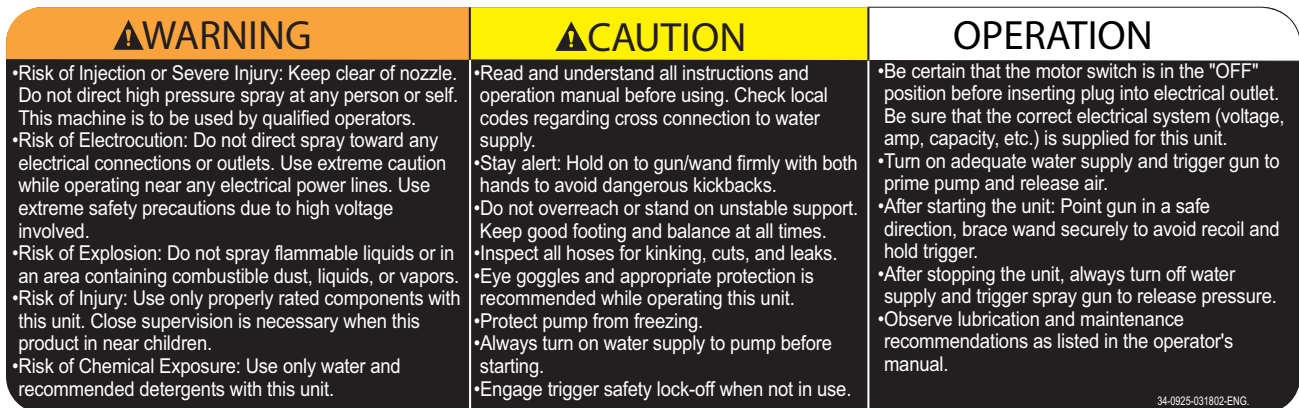 WARNING
•Risk of Injection or Severe Injury: Keep clear of nozzle.
Do not direct high pressure spray at any person or self.
This machine is to be used by qualified operators.
•Risk of Electrocution: Do not direct spray toward any
electrical connections or outlets. Use extreme caution
while operating near any electrical power lines. Use
extreme safety precautions due to high voltage
involved.
•Risk of Explosion: Do not spray flammable liquids or in
an area containing combustible dust, liquids, or vapors.
•Risk of Injury: Use only properly rated components with
this unit. Close supervision is necessary when this
product in near children.
•Risk of Chemical Exposure: Use only water and
recommended detergents with this unit.
CAUTION
•Read and understand all instructions and
operation manual before using. Check local
codes regarding cross connection to water
supply.
•Stay alert: Hold on to gun/wand firmly with both
hands to avoid dangerous kickbacks.
•Do not overreach or stand on unstable support.
Keep good footing and balance at all times.
•Inspect all hoses for kinking, cuts, and leaks.
•Eye goggles and appropriate protection is
recommended while operating this unit.
•Protect pump from freezing.
•Always turn on water supply to pump before
starting.
•Engage trigger safety lock-off when not in use.
OPERATION
•Be certain that the motor switch is in the "OFF"
position before inserting plug into electrical outlet.
Be sure that the correct electrical system (voltage,
amp, capacity, etc.) is supplied for this unit.
•Turn on adequate water supply and trigger gun to
prime pump and release air.
•After starting the unit: Point gun in a safe
direction, brace wand securely to avoid recoil and
hold trigger.
•After stopping the unit, always turn off water
supply and trigger spray gun to release pressure.
•Observe lubrication and maintenance
recommendations as listed in the operator's
manual.
34-0925-031802-ENG.